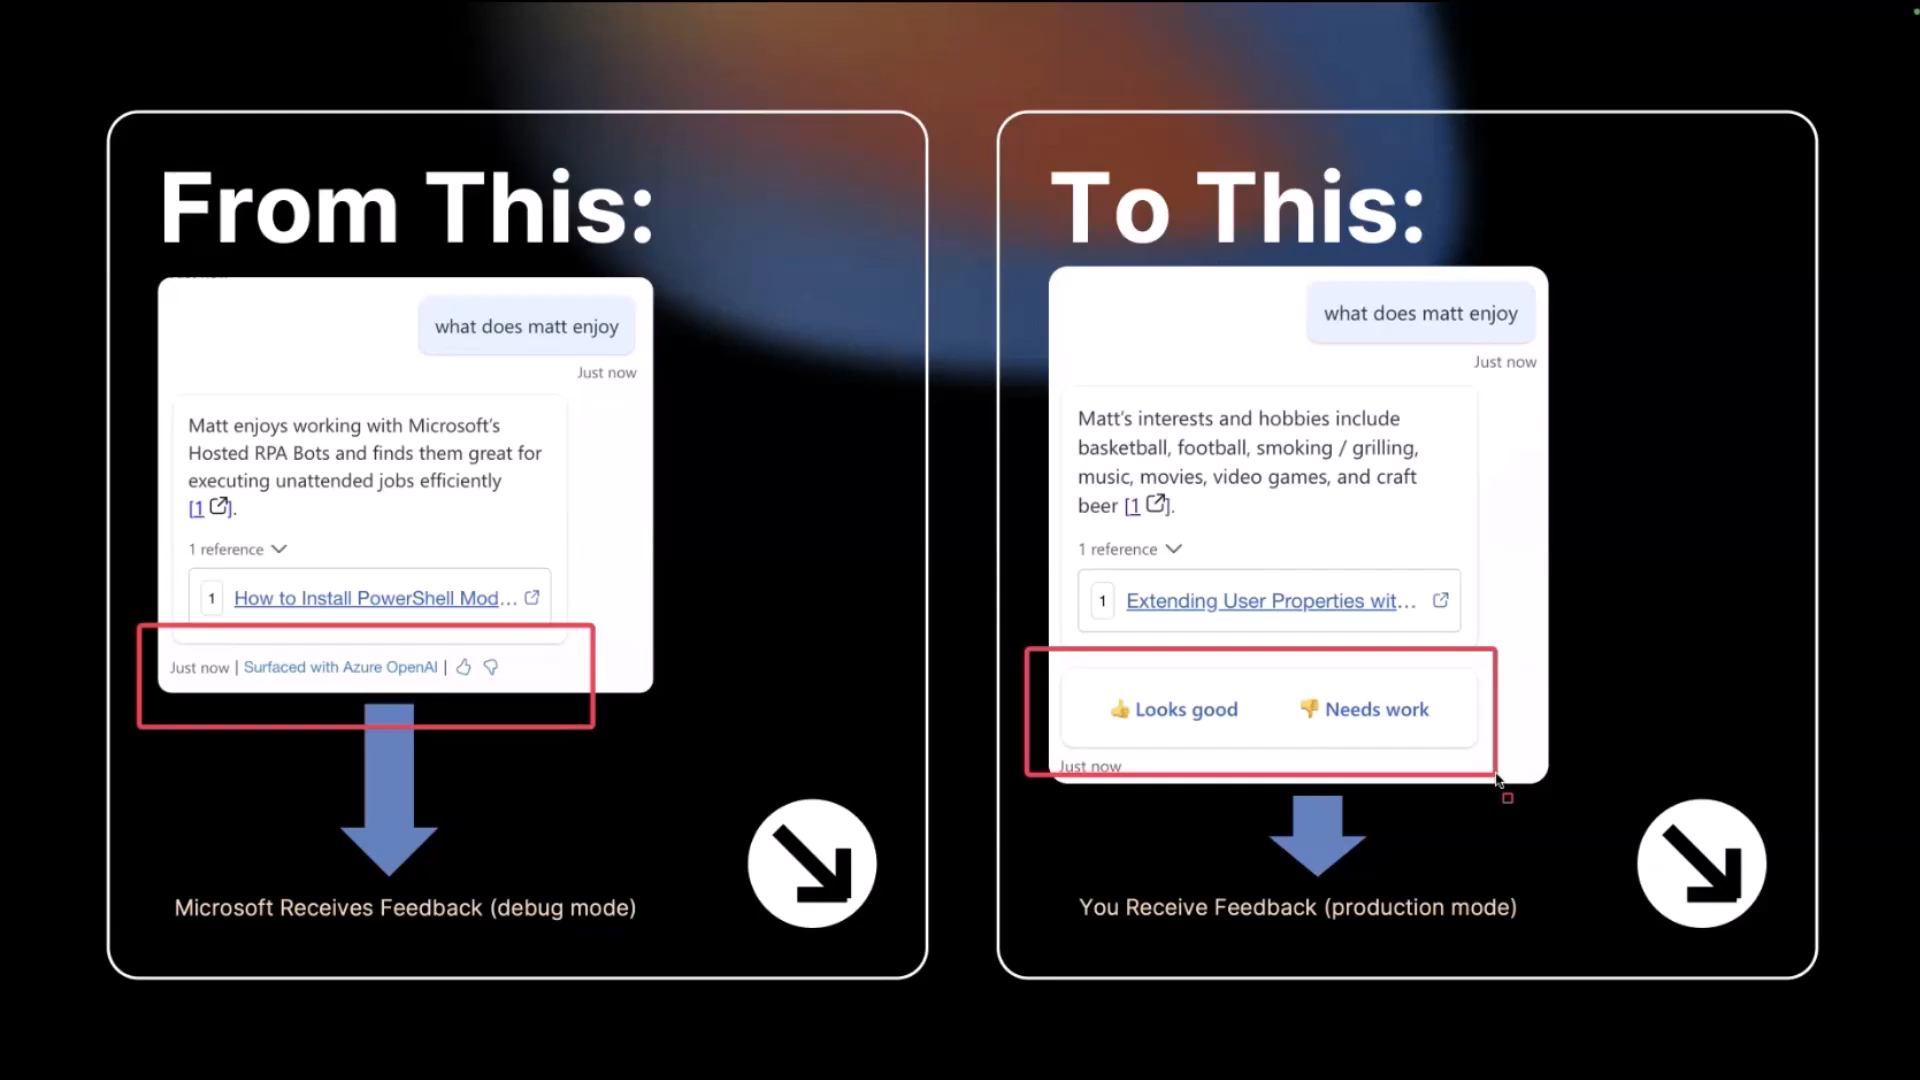 From This:
what does matt enjoy
Just now
Matt enjoys working with Microsoft's
Hosted RPA Bots and finds them great for
executing unattended jobs efficiently
[1].
1 reference
1 How to Install PowerShell Mod...
Just now | Surfaced with Azure OpenAI |
Microsoft Receives Feedback (debug mode)
To This:
what does matt enjoy
Just now
Matt's interests and hobbies include
basketball, football, smoking / grilling,
music, movies, video games, and craft
beer [1].
1 reference
1 Extending User Properties wit...
👍 Looks good 👎 Needs work
Just now
You Receive Feedback (production mode)